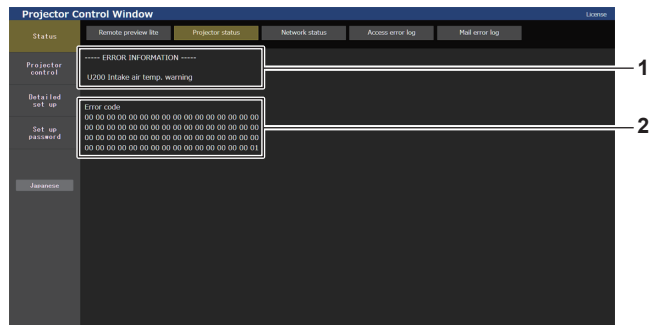 Projector Control Window
License
Status
Remote preview lite
Projector status
Network status
Access error log
Mail error log
Projector
control
Detailed
set up
Set up
password
Japanese
----- ERROR INFORMATION -----
U200 Intake air temp. warning
1
Error code
00 00 00 00 00 00 00 00 00 00 00 00 00 00 00 00
00 00 00 00 00 00 00 00 00 00 00 00 00 00 00 00
00 00 00 00 00 00 00 00 00 00 00 00 00 00 00 00
00 00 00 00 00 00 00 00 00 00 00 00 00 00 00 01
2